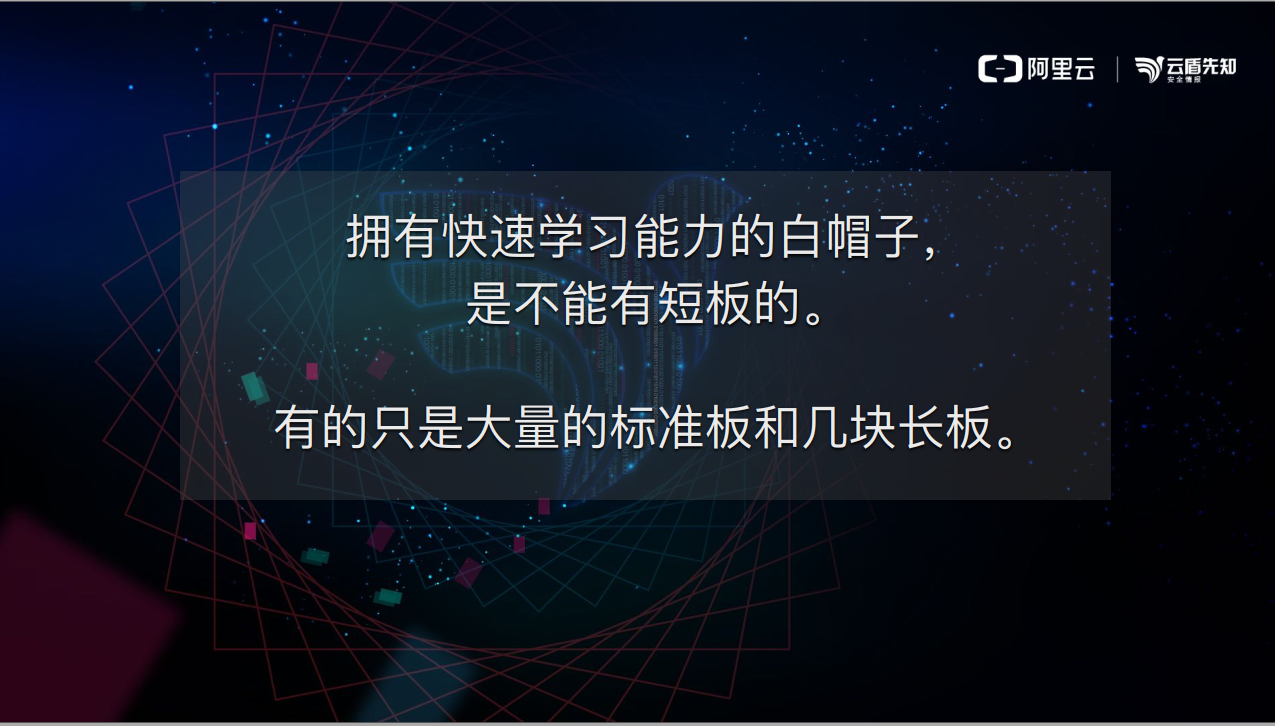 阿里云
云盾先知
安全情报
拥有快速学习能力的白帽子，
是不能有短板的。
有的只是大量的标准板和几块长板。